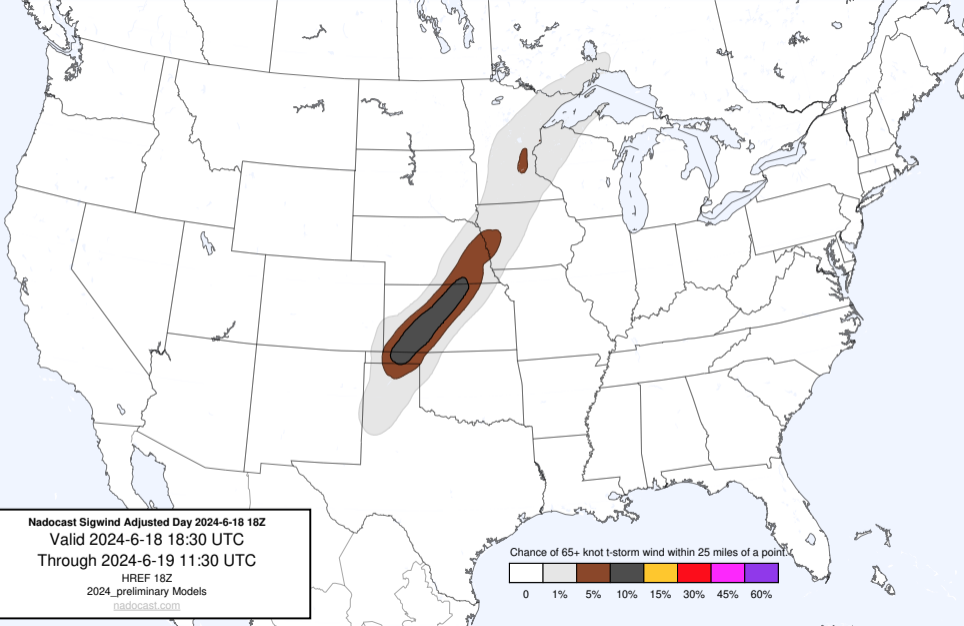 Nadocast Sigwind Adjusted Day 2024-6-18 18Z
Valid 2024-6-18 18:30 UTC
Through 2024-6-19 11:30 UTC
HREF 18Z
2024_preliminary Models
nadocast.com
Chance of 65+ knot t-storm wind within 25 miles of a point.
0 1% 5% 10% 15% 30% 45% 60%